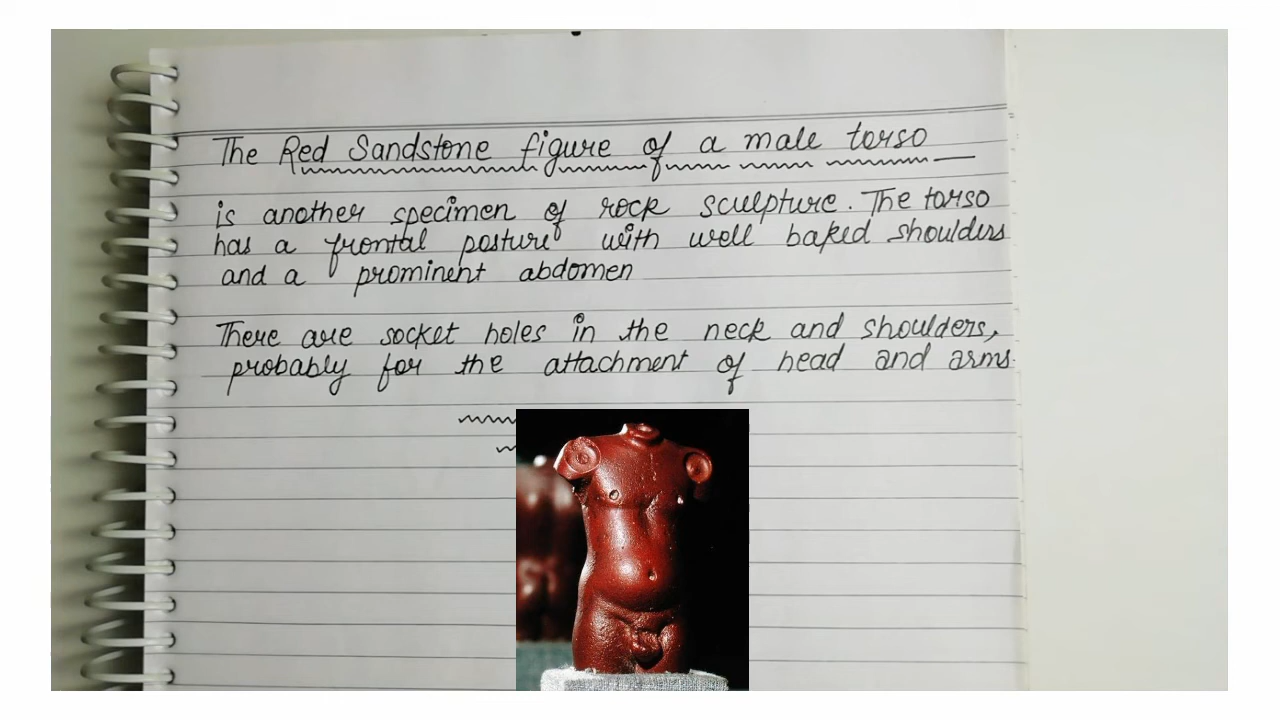 The Red Sandstone figure of a male torso
is another specimen of rock sculpture. The torso
has a frontal posture with well baked shoulders
and a prominent abdomen
There are socket holes in the neck and shoulders,
probably for the attachment of head and arms.